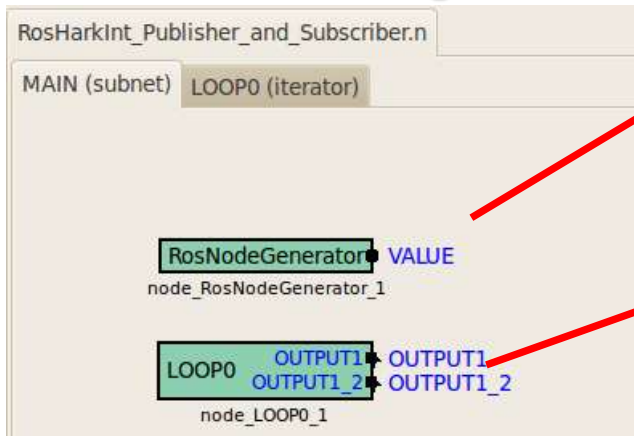 RosHarkInt_Publisher_and_Subscriber.n
MAIN (subnet) LOOP0 (iterator)
RosNodeGenerator VALUE
node_RosNodeGenerator_1
LOOP0 OUTPUT1 OUTPUT1
OUTPUT1_2 OUTPUT1_2
node_LOOP0_1